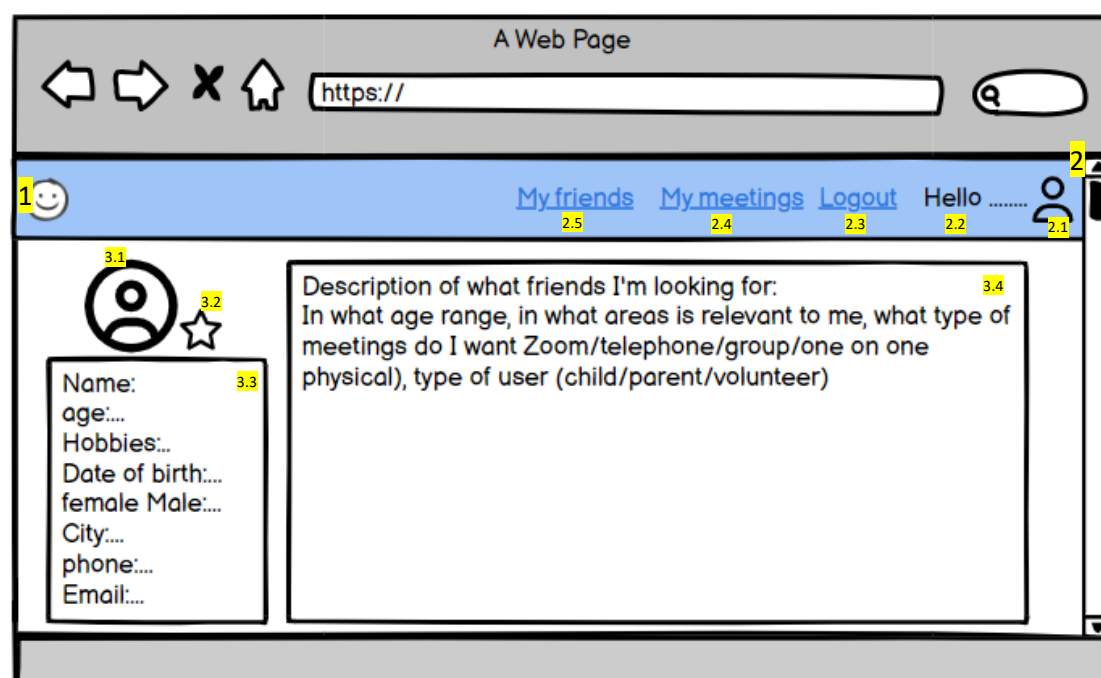 A Web Page
https://
2
1
My friends My meetings Logout Hello ........
2.5 2.4 2.3 2.2 2.1
3.1
3.2
Description of what friends I'm looking for: 3.4
In what age range, in what areas is relevant to me, what type of
meetings do I want Zoom/telephone/group/one on one
physical), type of user (child/parent/volunteer)
Name: 3.3
age:...
Hobbies:..
Date of birth:...
female Male:...
City:...
phone:...
Email:...